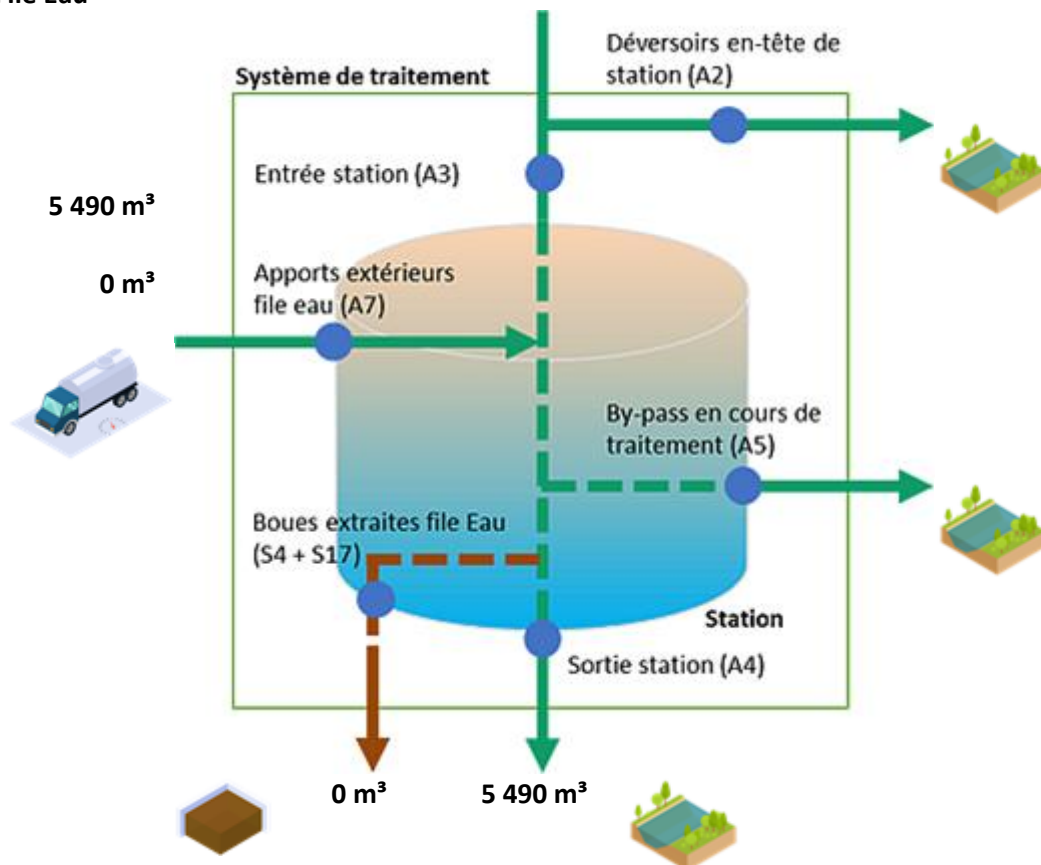 File Eau
Déversoirs en-tête de
station (A2)
Système de traitement
Entrée station (A3)
5 490 m³
0 m³
Apports extérieurs
file eau (A7)
By-pass en cours de
traitement (A5)
Boues extraites file Eau
(S4 + S17)
Station
Sortie station (A4)
0 m³
5 490 m³